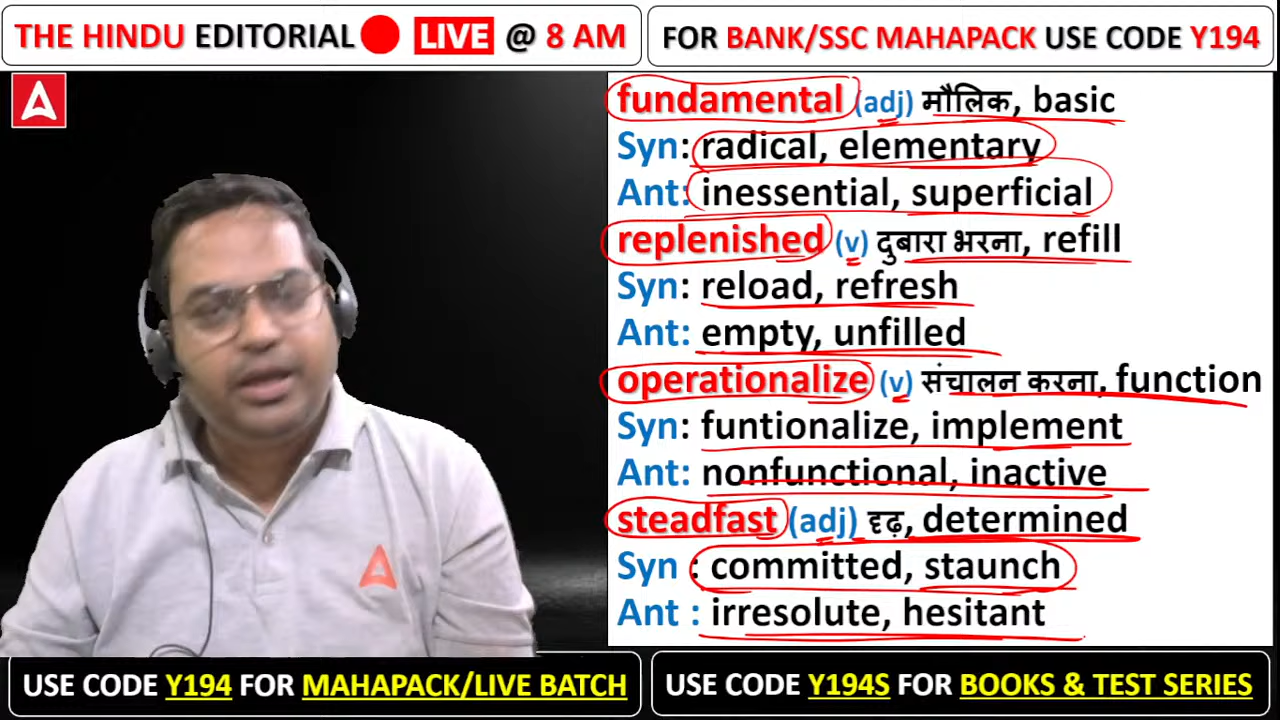 THE HINDU EDITORIAL LIVE @ 8 AM
FOR BANK/SSC MAHAPACK USE CODE Y194
fundamental (adj) मौलिक, basic
Syn: radical, elementary
Ant: inessential, superficial
replenished (v) दुबारा भरना, refill
Syn: reload, refresh
Ant: empty, unfilled
operationalize (v) संचालन करना, function
Syn: funtionalize, implement
Ant: nonfunctional, inactive
steadfast (adj) दृढ़, determined
Syn : committed, staunch
Ant : irresolute, hesitant
USE CODE Y194 FOR MAHAPACK/LIVE BATCH
USE CODE Y194S FOR BOOKS & TEST SERIES